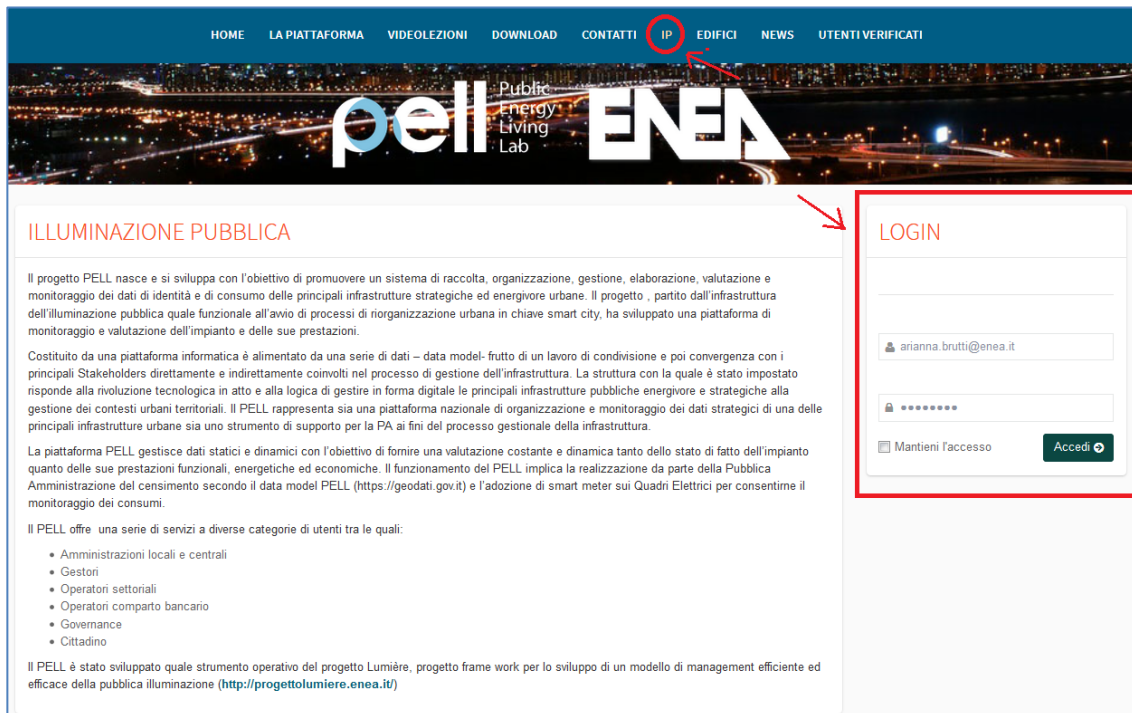 HOME LA PIATTAFORMA VIDEOLEZIONI DOWNLOAD CONTATTI IP EDIFICI NEWS UTENTI VERIFICATI
pell Public Energy Living Lab ENEA
ILLUMINAZIONE PUBBLICA
Il progetto PELL nasce e si sviluppa con l'obiettivo di promuovere un sistema di raccolta, organizzazione, gestione, elaborazione, valutazione e
monitoraggio dei dati di identità e di consumo delle principali infrastrutture strategiche ed energivore urbane. Il progetto , partito dall'infrastruttura
dell'illuminazione pubblica quale funzionale all'avvio di processi di riorganizzazione urbana in chiave smart city, ha sviluppato una piattaforma di
monitoraggio e valutazione dell'impianto e delle sue prestazioni.
Costituito da una piattaforma informatica è alimentato da una serie di dati – data model- frutto di un lavoro di condivisione e poi convergenza con i
principali Stakeholders direttamente e indirettamente coinvolti nel processo di gestione dell'infrastruttura. La struttura con la quale è stato impostato
risponde alla rivoluzione tecnologica in atto e alla logica di gestire in forma digitale le principali infrastrutture pubbliche energivore e strategiche alla
gestione dei contesti urbani territoriali. Il PELL rappresenta sia una piattaforma nazionale di organizzazione e monitoraggio dei dati strategici di una delle
principali infrastrutture urbane sia uno strumento di supporto per la PA ai fini del processo gestionale della infrastruttura.
La piattaforma PELL gestisce dati statici e dinamici con l'obiettivo di fornire una valutazione costante e dinamica tanto dello stato di fatto dell'impianto
quanto delle sue prestazioni funzionali, energetiche ed economiche. Il funzionamento del PELL implica la realizzazione da parte della Pubblica
Amministrazione del censimento secondo il data model PELL (https://geodati.gov.it) e l'adozione di smart meter sui Quadri Elettrici per consentirne il
monitoraggio dei consumi.
Il PELL offre una serie di servizi a diverse categorie di utenti tra le quali:
• Amministrazioni locali e centrali
• Gestori
• Operatori settoriali
• Operatori comparto bancario
• Governance
• Cittadino
Il PELL è stato sviluppato quale strumento operativo del progetto Lumière, progetto frame work per lo sviluppo di un modello di management efficiente ed
efficace della pubblica illuminazione (http://progettolumiere.enea.it/)
LOGIN
arianna.brutti@enea.it
Mantieni l'accesso Accedi